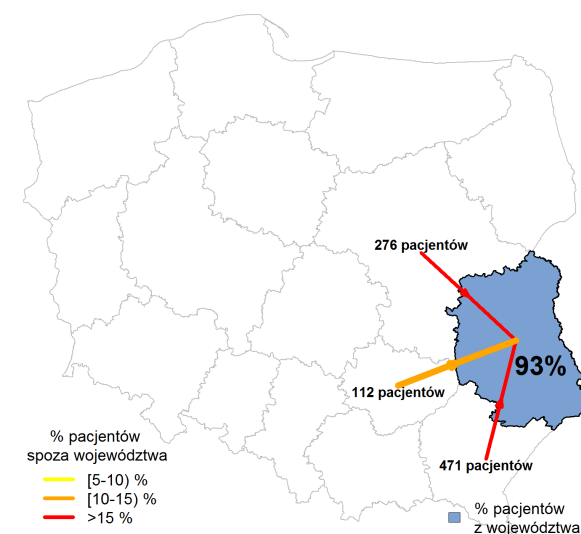 276 pacjentów
93%
112 pacjentów
471 pacjentów
% pacjentów
spoza województwa
[5-10) %
[10-15) %
>15 %
% pacjentów
z województwa